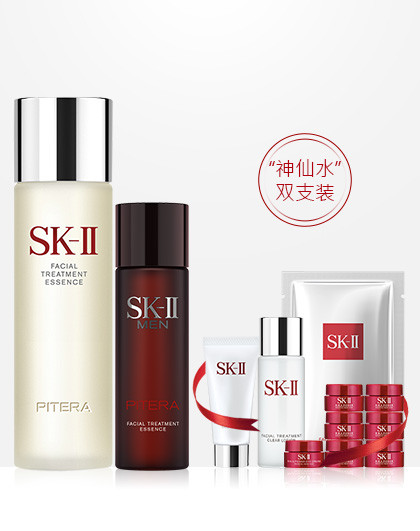 “神仙水”
双支装
SK-II
FACIAL
TREATMENT
ESSENCE
PITERA
SK-II
MEN
PITERA
FACIAL TREATMENT
ESSENCE
SK-II
SK-II
FACIAL TREATMENT
CLEAR LOTION
SK-II